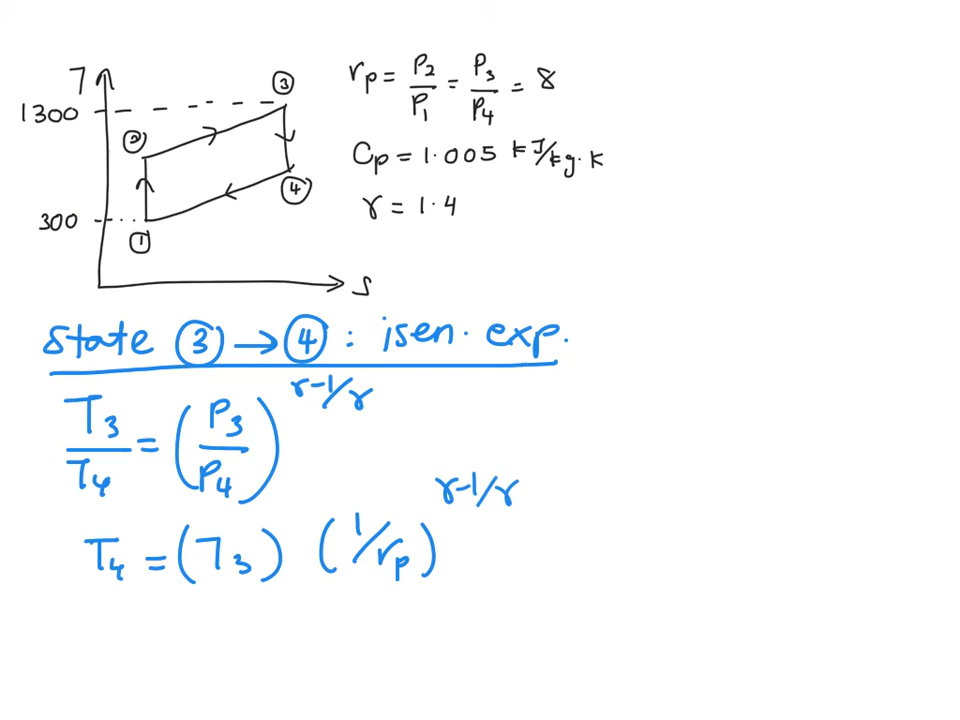 T
1300
300
①
②
③
④
s
rp = P2/P1 = P3/P4 = 8
Cp = 1.005 kJ/kg.K
γ = 1.4
state ③ → ④ : isen. exp.
T3/T4 = (P3/P4)^γ-1/γ
T4 = (T3) (1/rp)^γ-1/γ